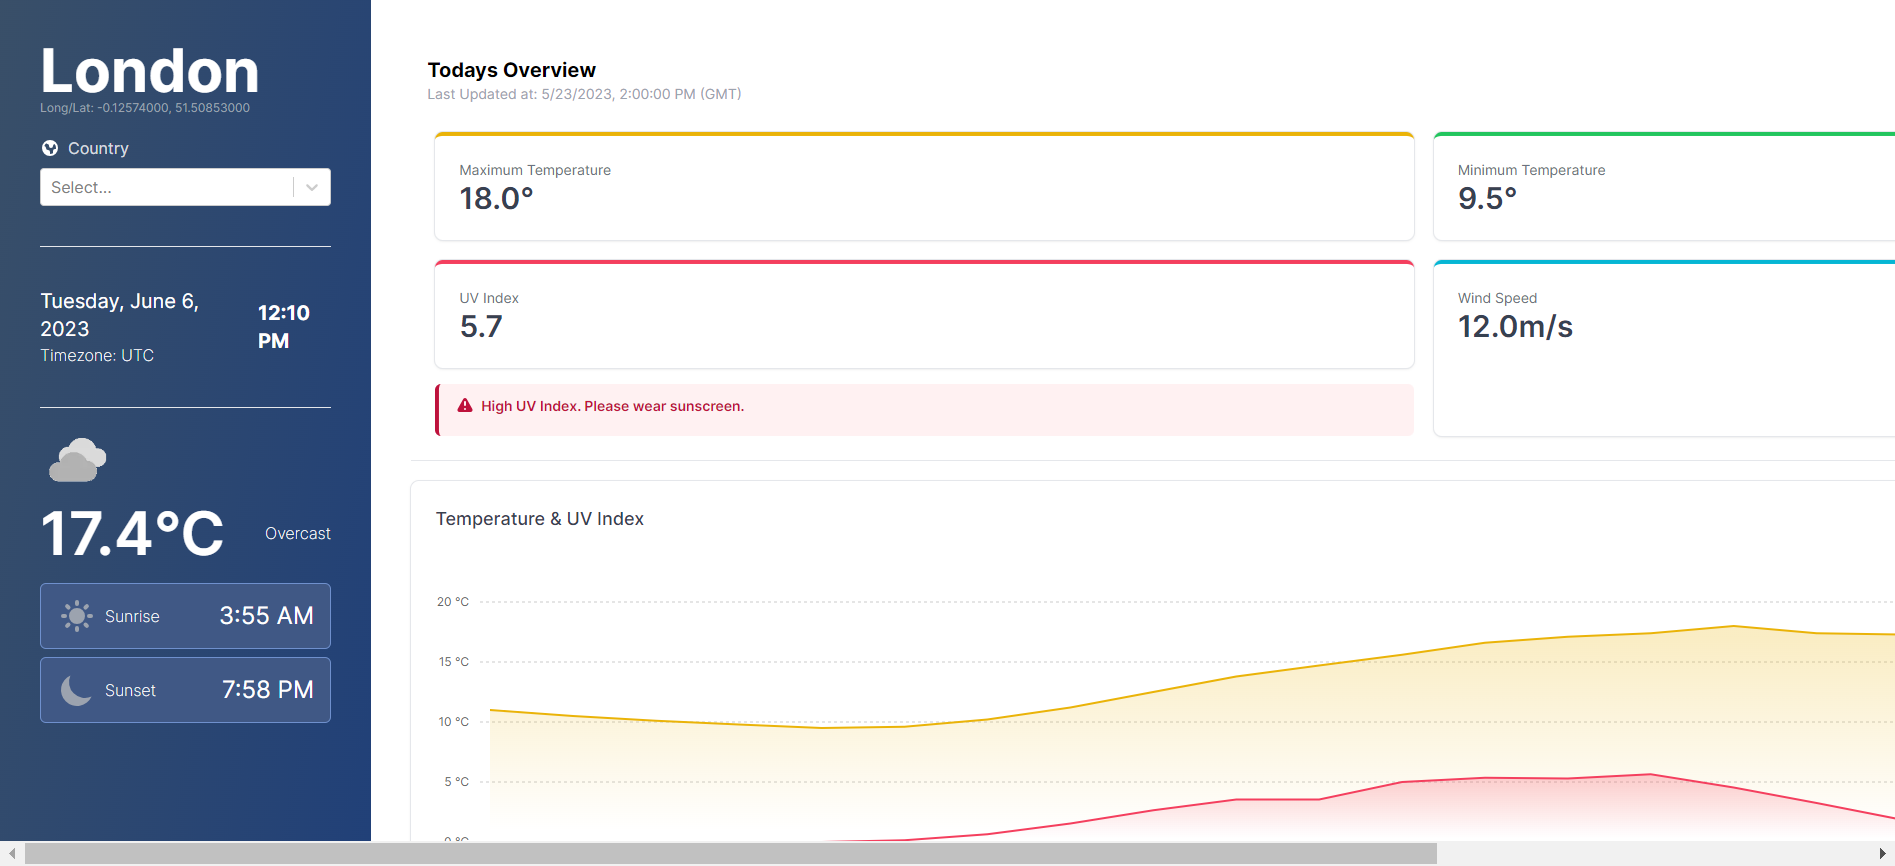 London
Long/Lat: -0.12574000, 51.50853000
Country
Select...
Tuesday, June 6,
2023
Timezone: UTC
12:10
PM
17.4°C
Overcast
Sunrise
3:55 AM
Sunset
7:58 PM
Todays Overview
Last Updated at: 5/23/2023, 2:00:00 PM (GMT)
Maximum Temperature
18.0°
Minimum Temperature
9.5°
UV Index
5.7
Wind Speed
12.0m/s
High UV Index. Please wear sunscreen.
Temperature & UV Index
20 °C
15 °C
10 °C
5 °C
0 °C